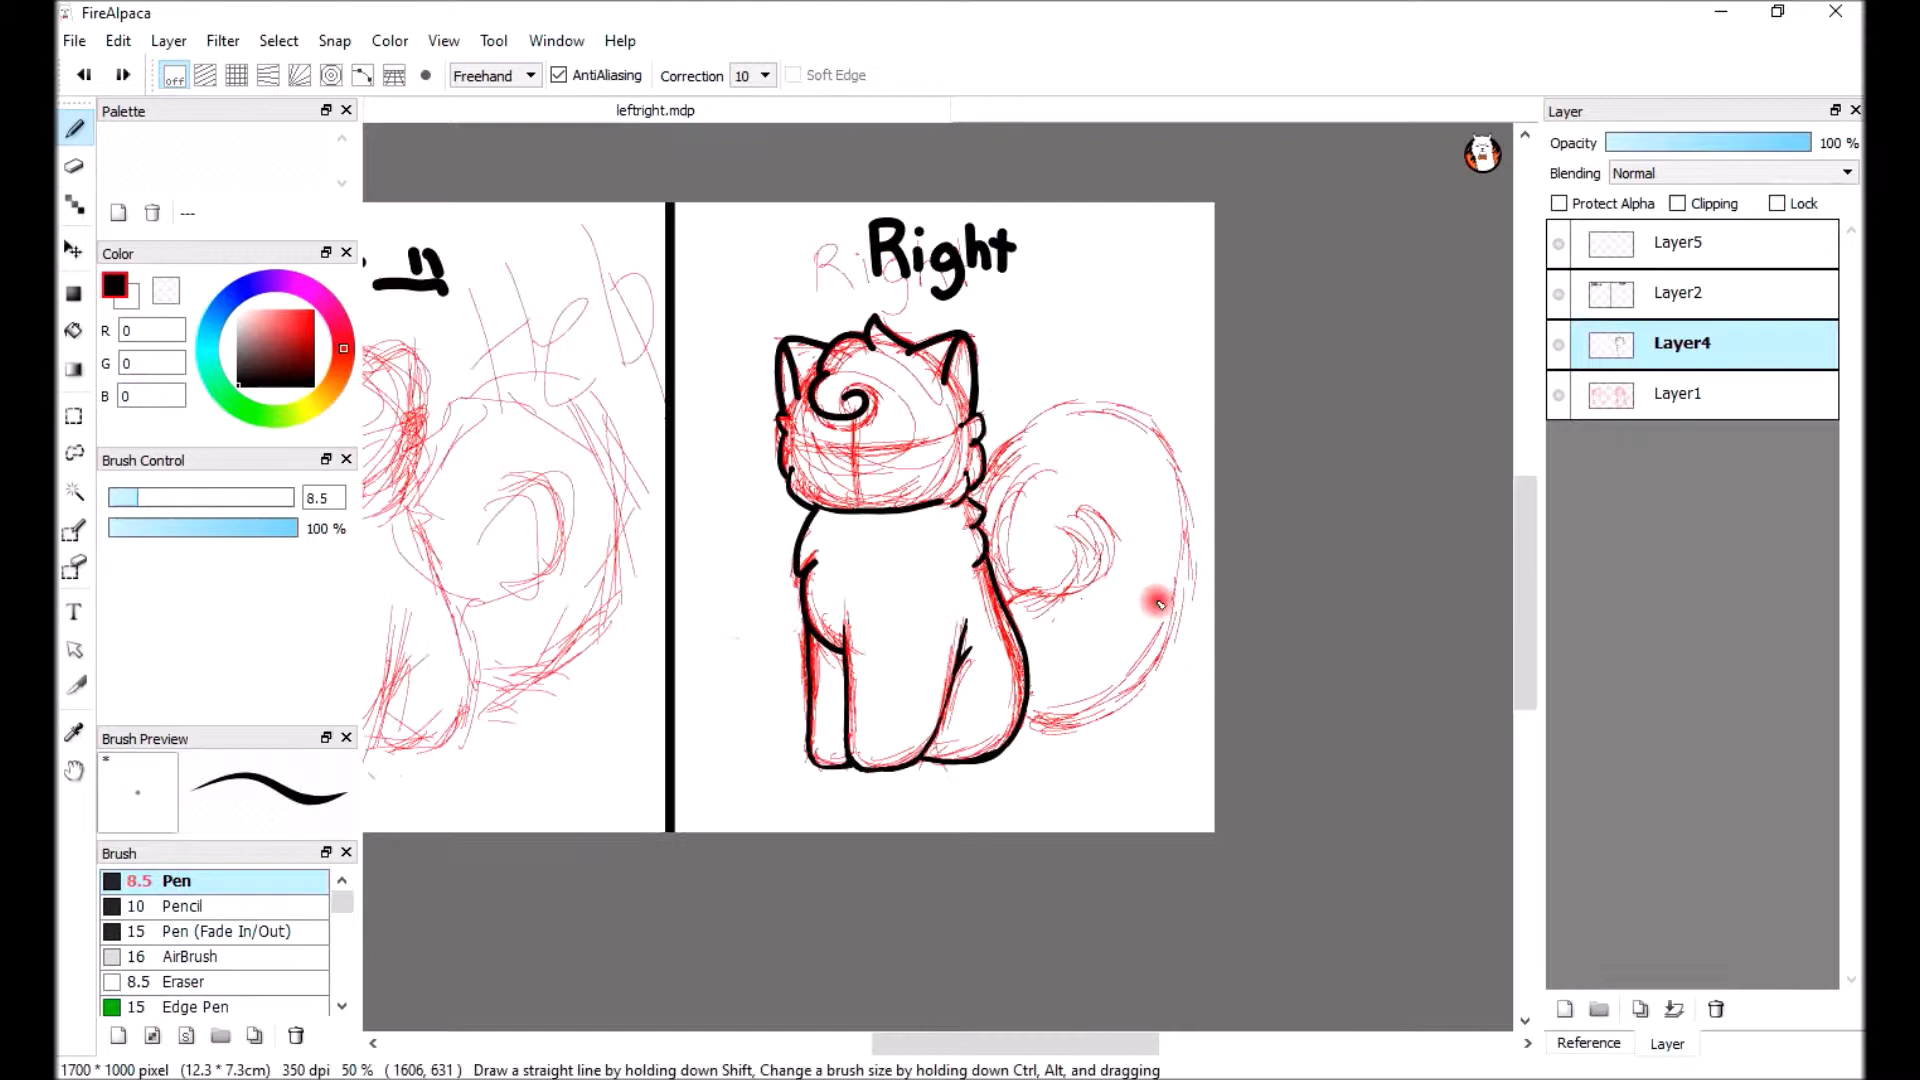 FireAlpaca
File Edit Layer Filter Select Snap Color View Tool Window Help
off Freehand AntiAliasing Correction 10 Soft Edge
Palette
leftright.mdp
Layer
Opacity 100 %
Blending Normal
Protect Alpha Clipping Lock
Layer5
Layer2
Layer4
Layer1
---
Color
R 0
G 0
B 0
Brush Control
8.5
100 %
Brush Preview
*
Brush
8.5 Pen
10 Pencil
15 Pen (Fade In/Out)
16 AirBrush
8.5 Eraser
15 Edge Pen
Right
Right
T
S
Reference Layer
1700 * 1000 pixel (12.3 * 7.3cm) 350 dpi 50 % ( 1606, 631 ) Draw a straight line by holding down Shift, Change a brush size by holding down Ctrl, Alt, and dragging